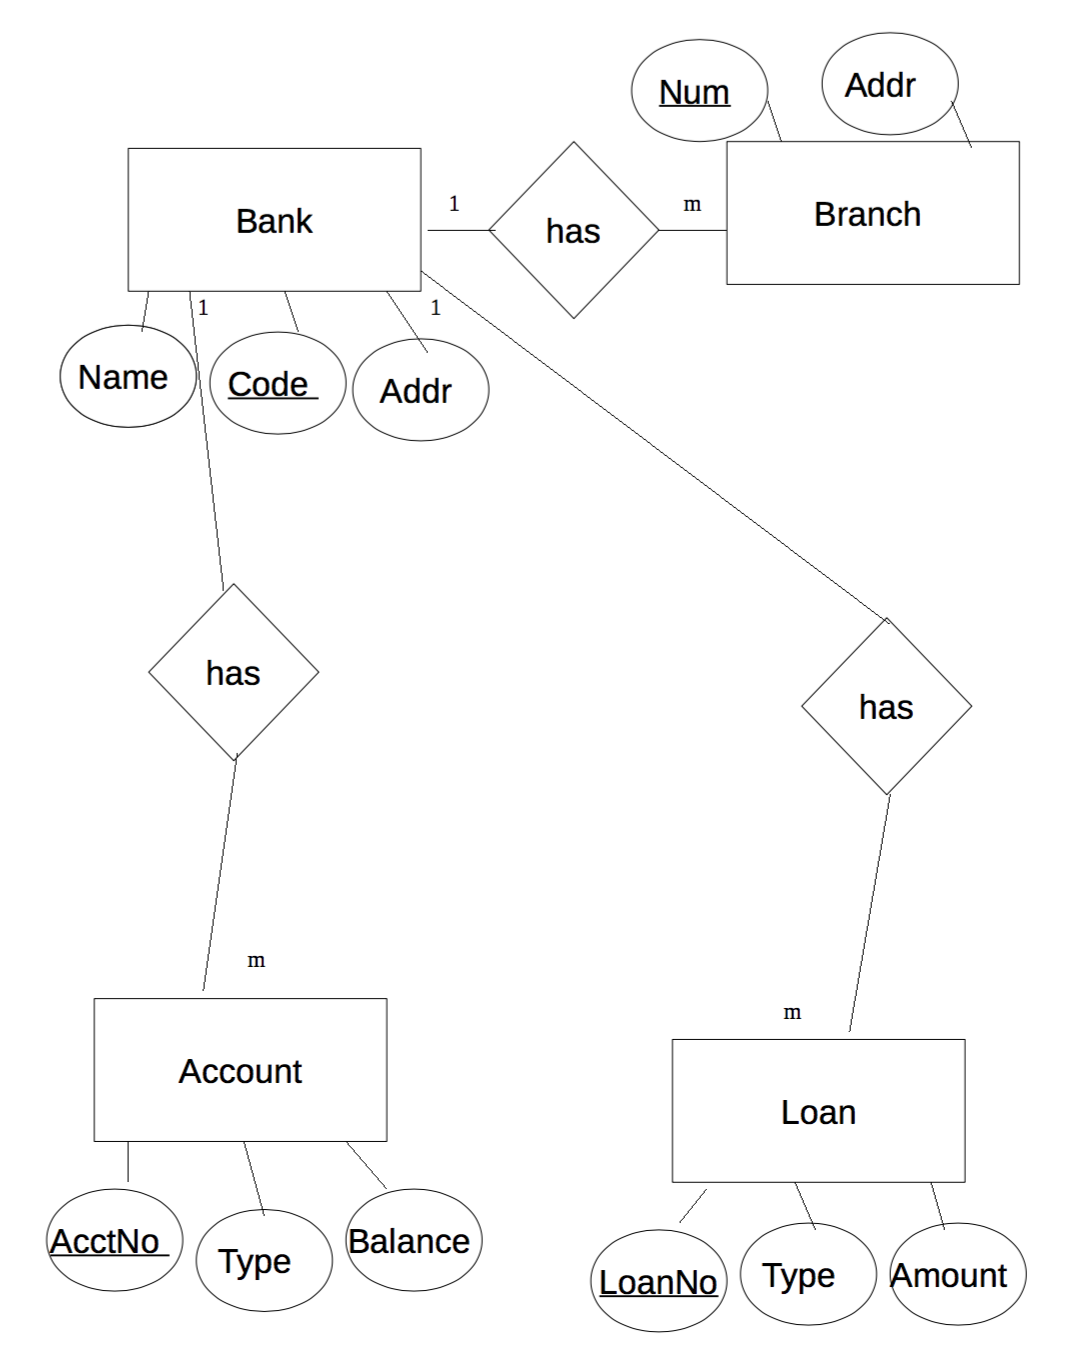 Num
Addr
Bank
1
has
m
Branch
1
1
Name
Code
Addr
has
has
m
m
Account
Loan
AcctNo
Type
Balance
LoanNo
Type
Amount